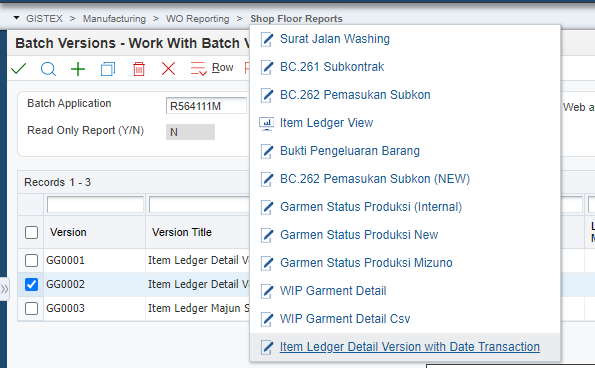 GISTEX > Manufacturing > WO Reporting > Shop Floor Reports
Batch Versions - Work With Batch V
Row
Batch Application R564111M
Web a
Read Only Report (Y/N) N
Records 1 - 3
Version Version Title
GG0001 Item Ledger Detail V
GG0002 Item Ledger Detail V
GG0003 Item Ledger Majun S
Surat Jalan Washing
BC.261 Subkontrak
BC.262 Pemasukan Subkon
Item Ledger View
Bukti Pengeluaran Barang
BC.262 Pemasukan Subkon (NEW)
Garmen Status Produksi (Internal)
Garmen Status Produksi New
Garmen Status Produksi Mizuno
WIP Garment Detail
WIP Garment Detail Csv
Item Ledger Detail Version with Date Transaction